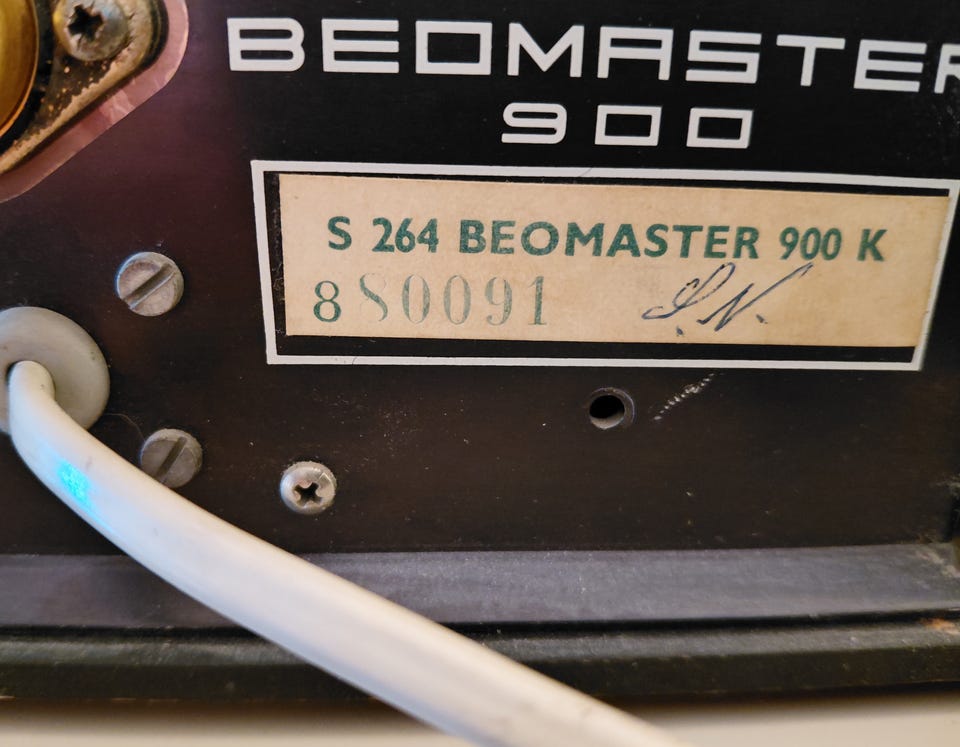 BEOMASTER
900
S 264 BEOMASTER 900 K
880091 J.N.